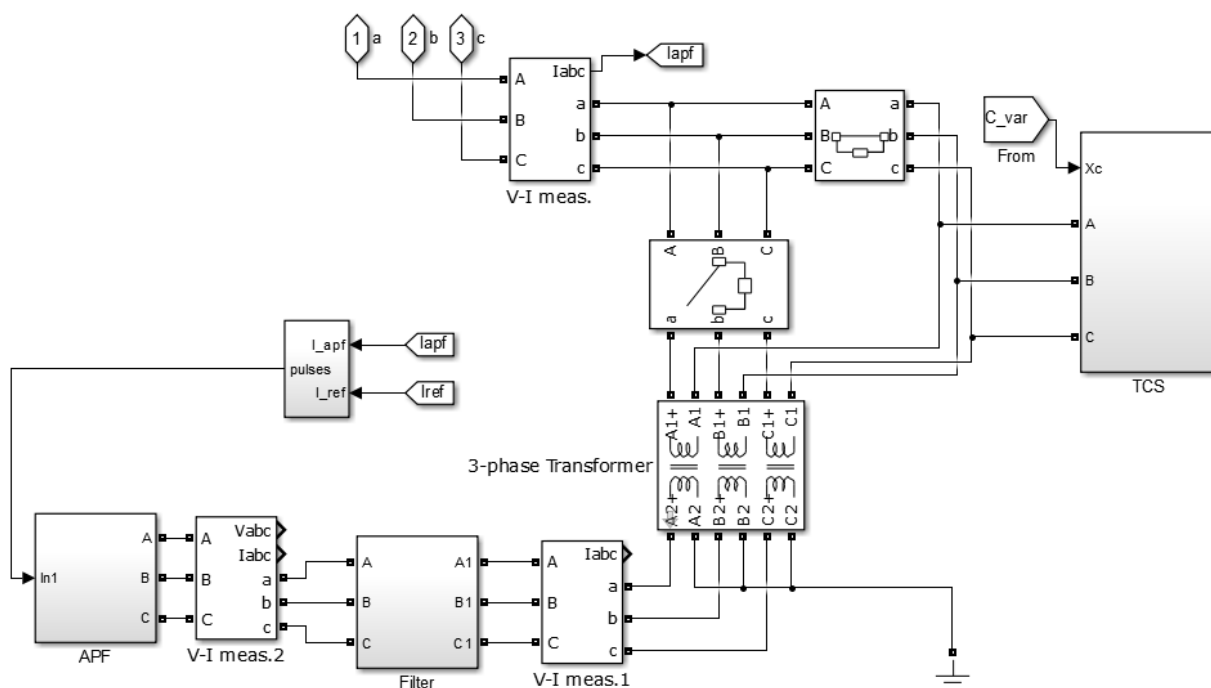 1 a 2 b 3 c
Iabc
Iapf
A
a
B
b
C
c
V-I meas.
A
a
B
b
C
c
C_var
From
Xc
A
B
C
TCS
A B C
a b c
I_apf
Iapf
pulses
I_ref
Iref
3-phase Transformer
A1+ A1 B1+ B1 C1+ C1
A2+ A2 B2+ B2 C2+ C2
In1
A
B
C
APF
Vabc
Iabc
A
a
B
b
C
c
V-I meas.2
A
A1
B
B1
C
C1
Filter
Iabc
A
a
B
b
C
c
V-I meas.1